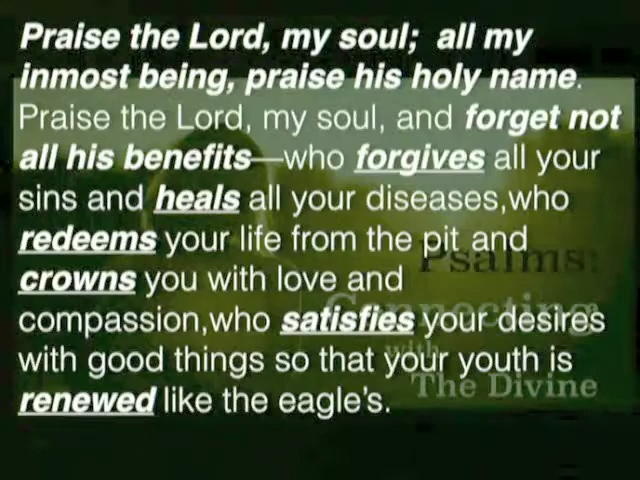 Praise the Lord, my soul; all my
inmost being, praise his holy name.
Praise the Lord, my soul, and forget not
all his benefits—who forgives all your
sins and heals all your diseases,who
redeems your life from the pit and
crowns you with love and
compassion,who satisfies your desires
with good things so that your youth is
renewed like the eagle's.
Psalms:
Connecting
with
The Divine